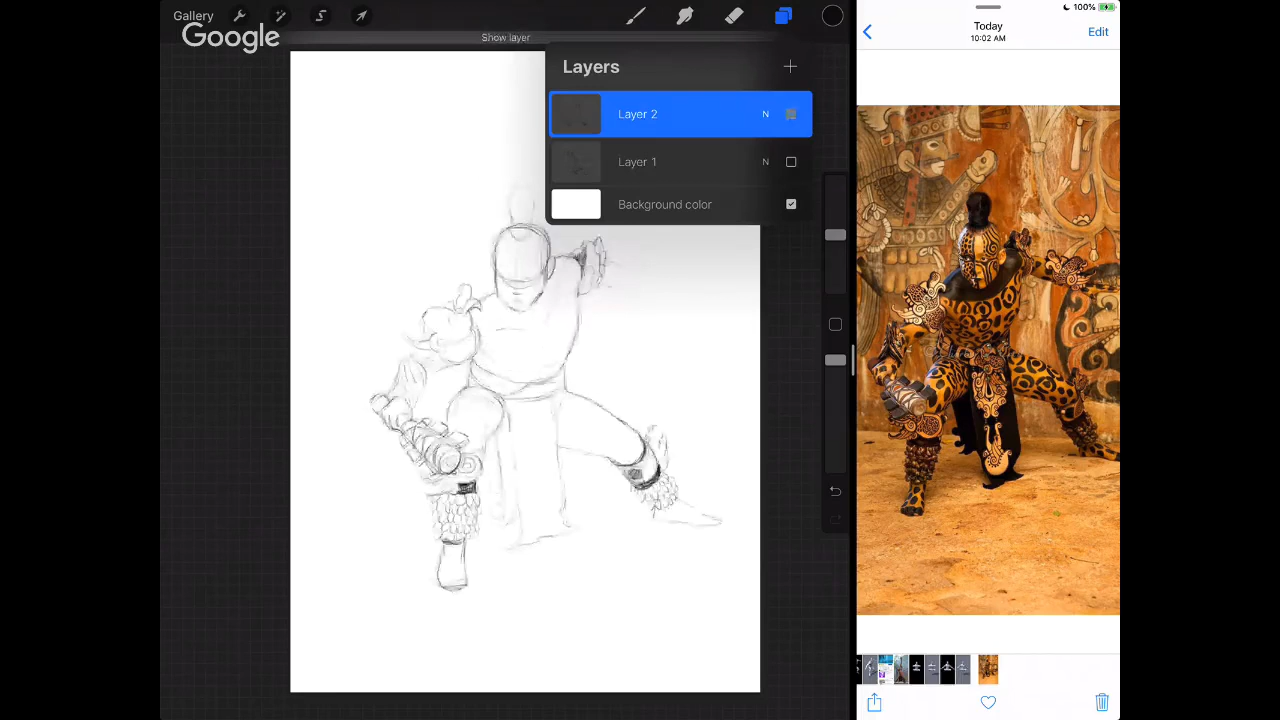 Gallery
Google
Show layer
Layers
Layer 2
N
Layer 1
N
Background color
100%
Today
10:02 AM
Edit